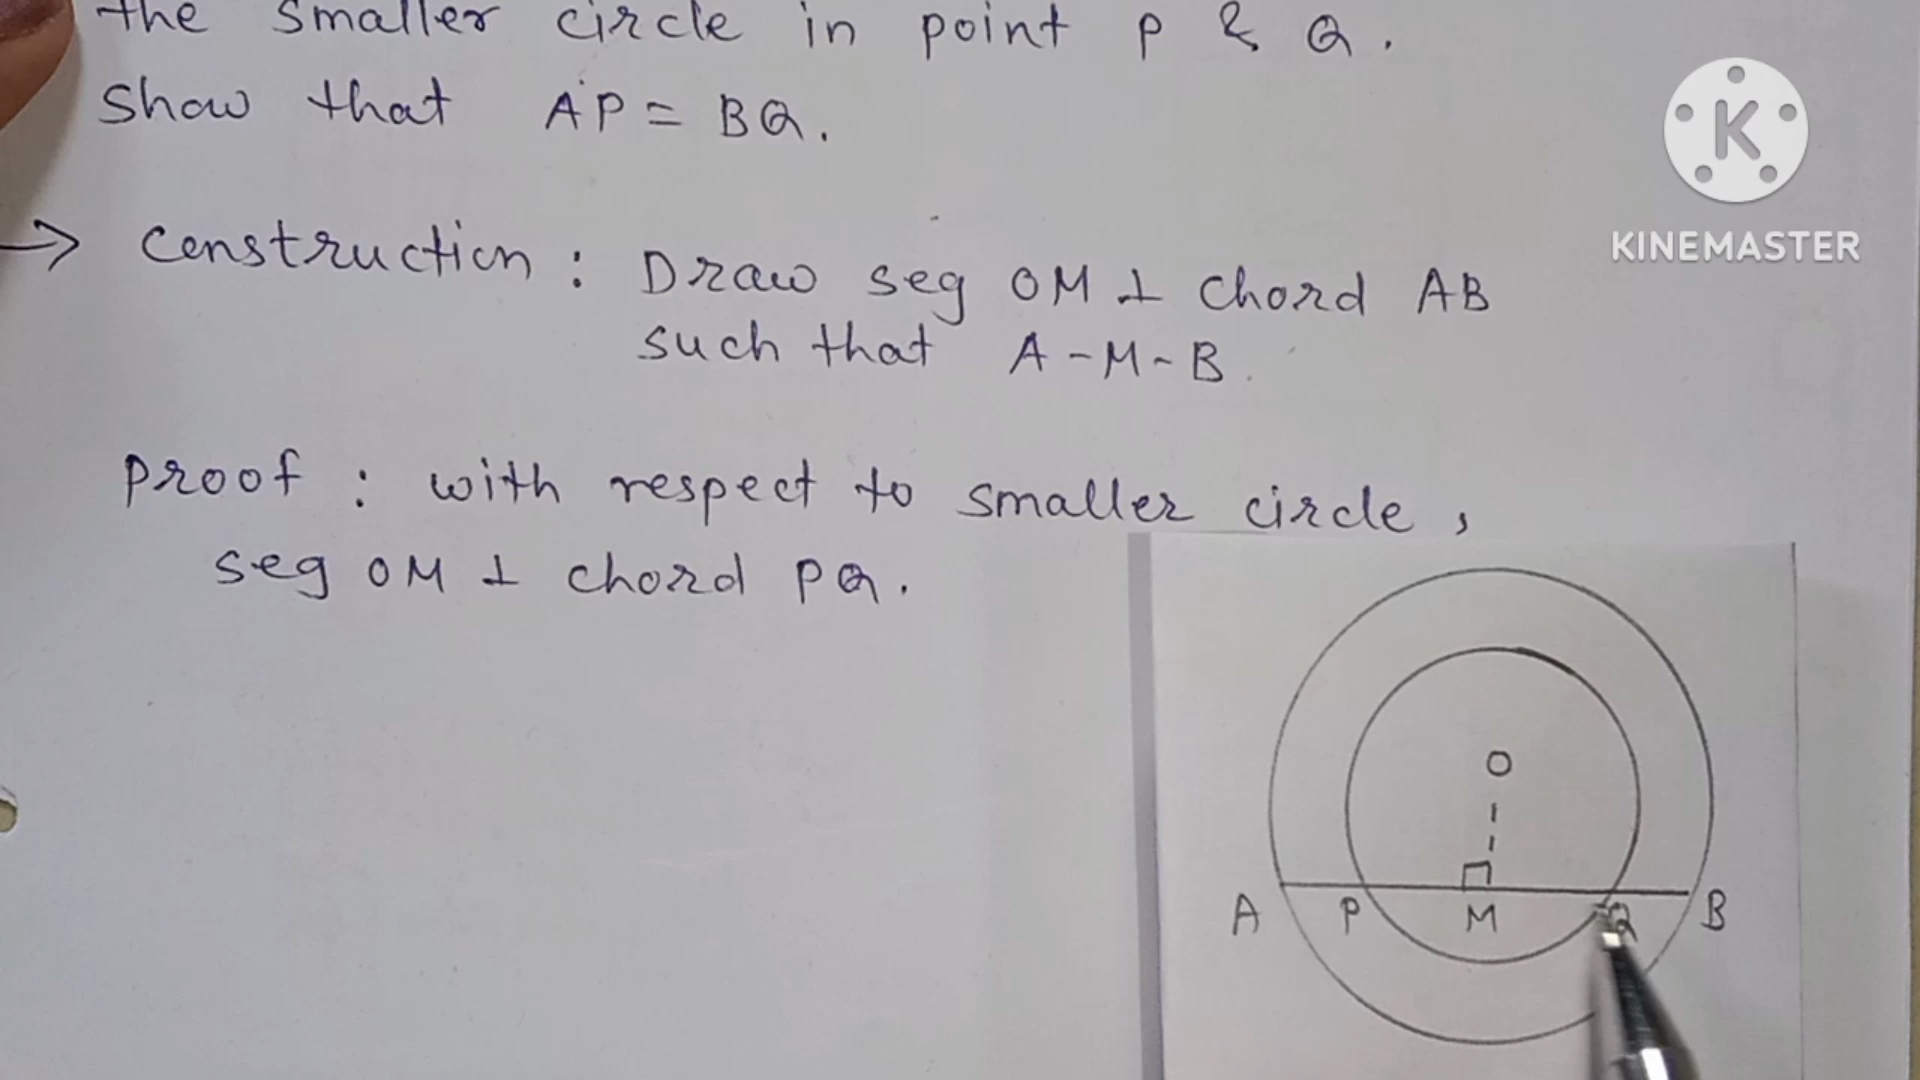 the smaller circle in point P & Q.
Show that AP = BQ.
→ Construction : Draw seg OM ⊥ chord AB
such that A-M-B.
Proof : with respect to smaller circle,
seg OM ⊥ chord PQ.
K
KINEMASTER
O
A P M Q B